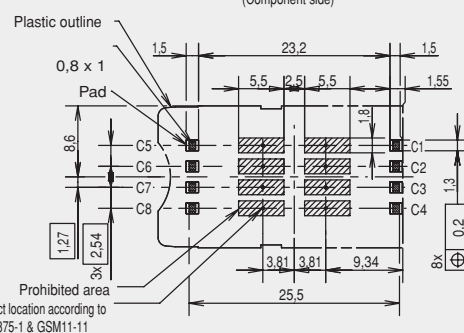 (Component side)
Plastic outline
1,5
23,2
1,5
0,8 x 1
5,5
2,5
5,5
1,55
Pad
1,8
8,6
C5
C1
C6
C2
C7
C3
C8
C4
1,3
1,27
3x 2,54
8x
0,2
3,81
3,81
9,34
Prohibited area
25,5
ct location according to
375-1 & GSM11-11